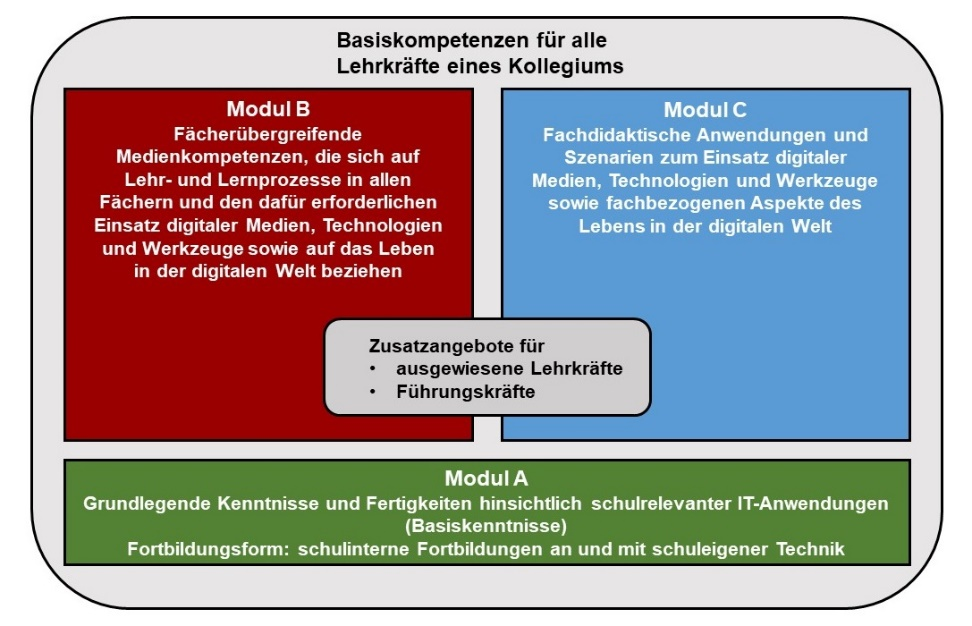 Basiskompetenzen für alle
Lehrkräfte eines Kollegiums
Modul B
Fächerübergreifende
Medienkompetenzen, die sich auf
Lehr- und Lernprozesse in allen
Fächern und den dafür erforderlichen
Einsatz digitaler Medien, Technologien
und Werkzeuge sowie auf das Leben
in der digitalen Welt beziehen
Modul C
Fachdidaktische Anwendungen und
Szenarien zum Einsatz digitaler
Medien, Technologien und Werkzeuge
sowie fachbezogenen Aspekte des
Lebens in der digitalen Welt
Zusatzangebote für
• ausgewiesene Lehrkräfte
• Führungskräfte
Modul A
Grundlegende Kenntnisse und Fertigkeiten hinsichtlich schulrelevanter IT-Anwendungen
(Basiskenntnisse)
Fortbildungsform: schulinterne Fortbildungen an und mit schuleigener Technik